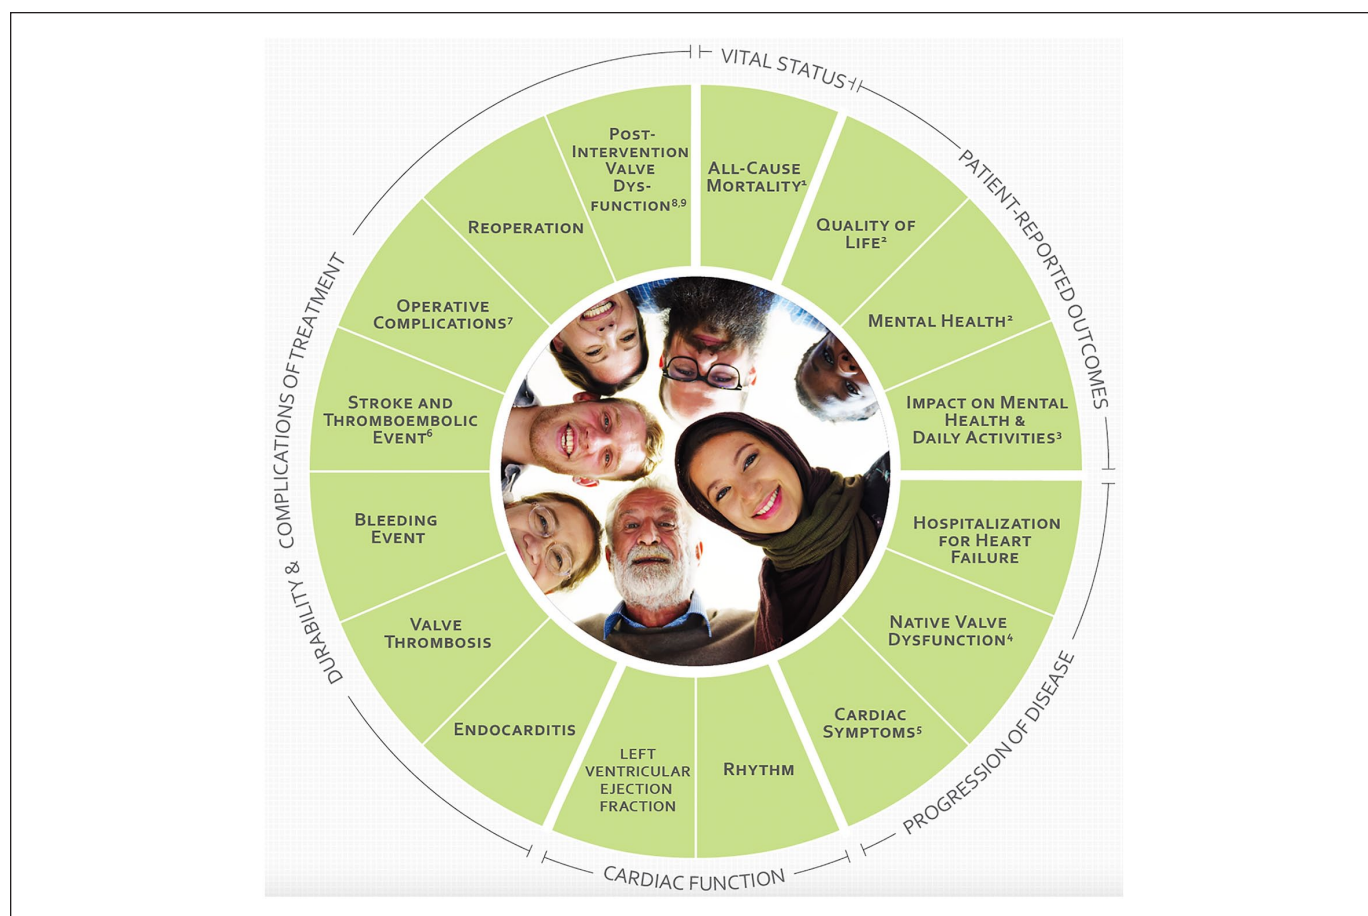 VITAL STATUS
ALL-CAUSE
MORTALITY¹
PATIENT-REPORTED OUTCOMES
QUALITY OF
LIFE²
MENTAL HEALTH²
IMPACT ON MENTAL
HEALTH &
DAILY ACTIVITIES³
PROGRESSION OF DISEASE
HOSPITALIZATION
FOR HEART
FAILURE
NATIVE VALVE
DYSFUNCTION⁴
CARDIAC
SYMPTOMS⁵
CARDIAC FUNCTION
RHYTHM
LEFT
VENTRICULAR
EJECTION
FRACTION
DURABILITY & COMPLICATIONS OF TREATMENT
ENDOCARDITIS
VALVE
THROMBOSIS
BLEEDING
EVENT
STROKE AND
THROMBOEMBOLIC
EVENT⁶
OPERATIVE
COMPLICATIONS⁷
REOPERATION
POST-
INTERVENTION
VALVE
DYS-
FUNCTION⁸,⁹